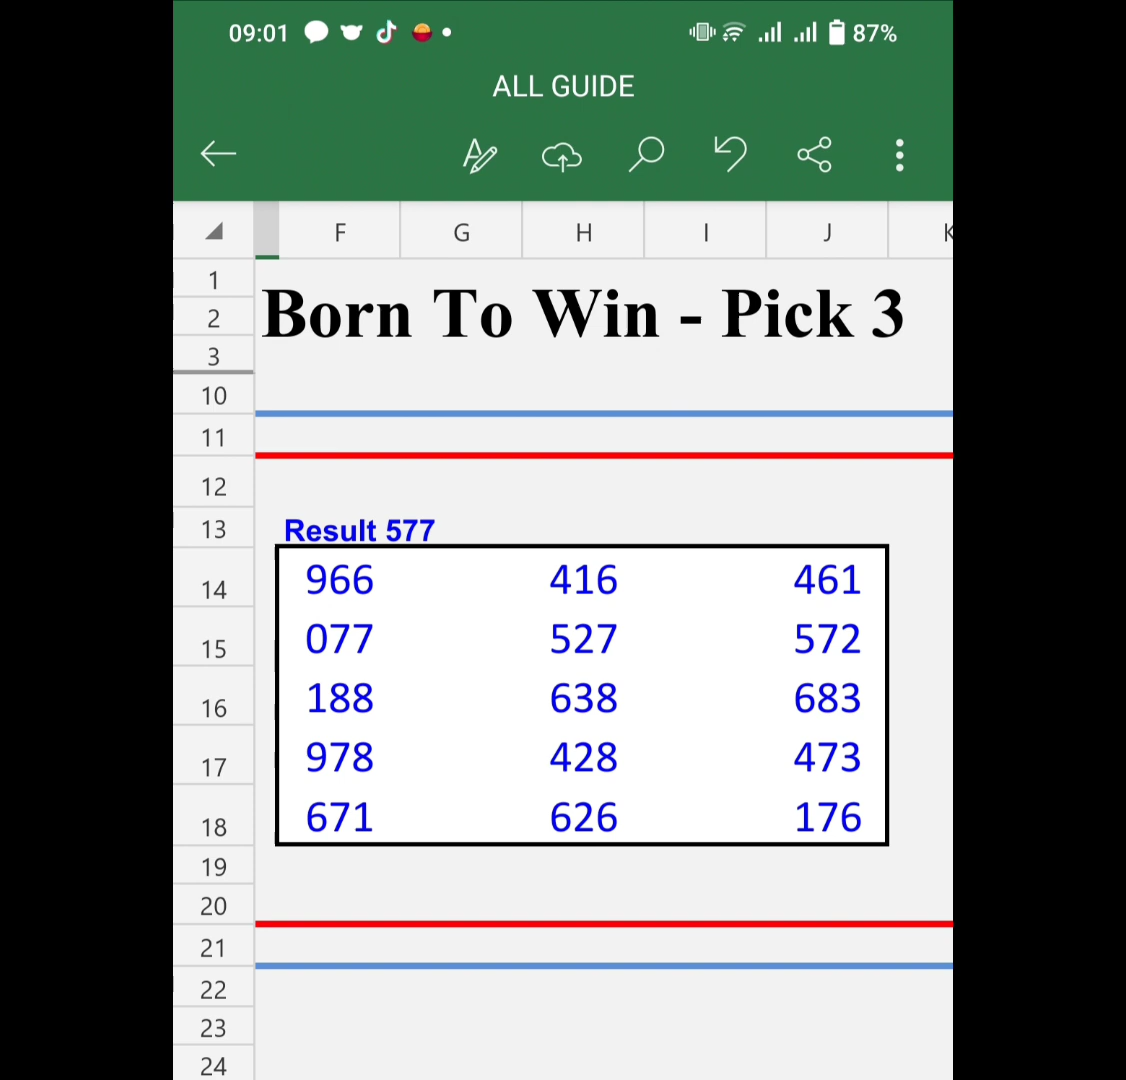 09:01 87%
ALL GUIDE
F G H I J K
1
2 Born To Win - Pick 3
3
10
11
12
13 Result 577
14 966 416 461
15 077 527 572
16 188 638 683
17 978 428 473
18 671 626 176
19
20
21
22
23
24